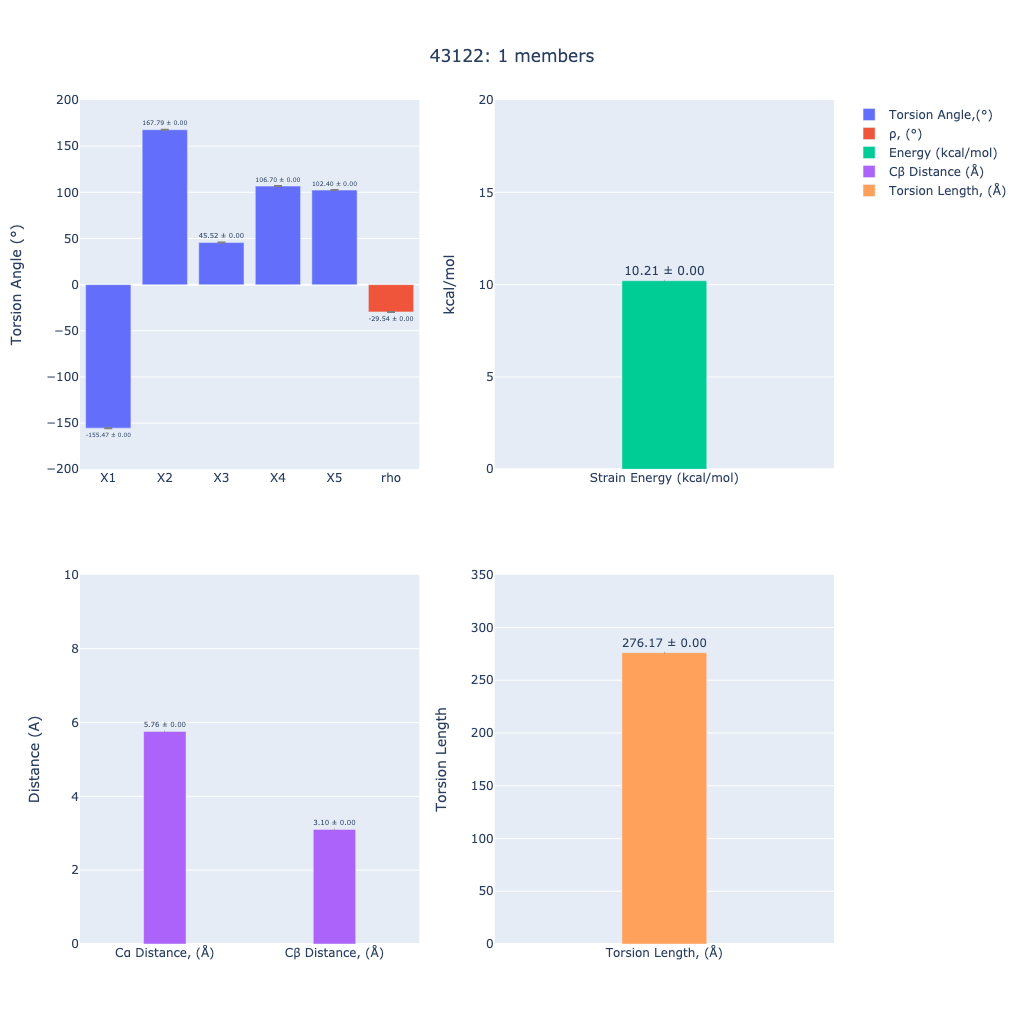 43122: 1 members
Torsion Angle (°)
200
150
100
50
0
−50
−100
−150
−200
-155.47 ± 0.00
167.79 ± 0.00
45.52 ± 0.00
106.70 ± 0.00
102.40 ± 0.00
-29.54 ± 0.00
X1 X2 X3 X4 X5 rho
kcal/mol
20
15
10
5
0
10.21 ± 0.00
Strain Energy (kcal/mol)
Torsion Angle,(°)
ρ, (°)
Energy (kcal/mol)
Cβ Distance (Å)
Torsion Length, (Å)
Distance (A)
10
8
6
4
2
0
5.76 ± 0.00
3.10 ± 0.00
Cα Distance, (Å) Cβ Distance, (Å)
Torsion Length
350
300
250
200
150
100
50
0
276.17 ± 0.00
Torsion Length, (Å)